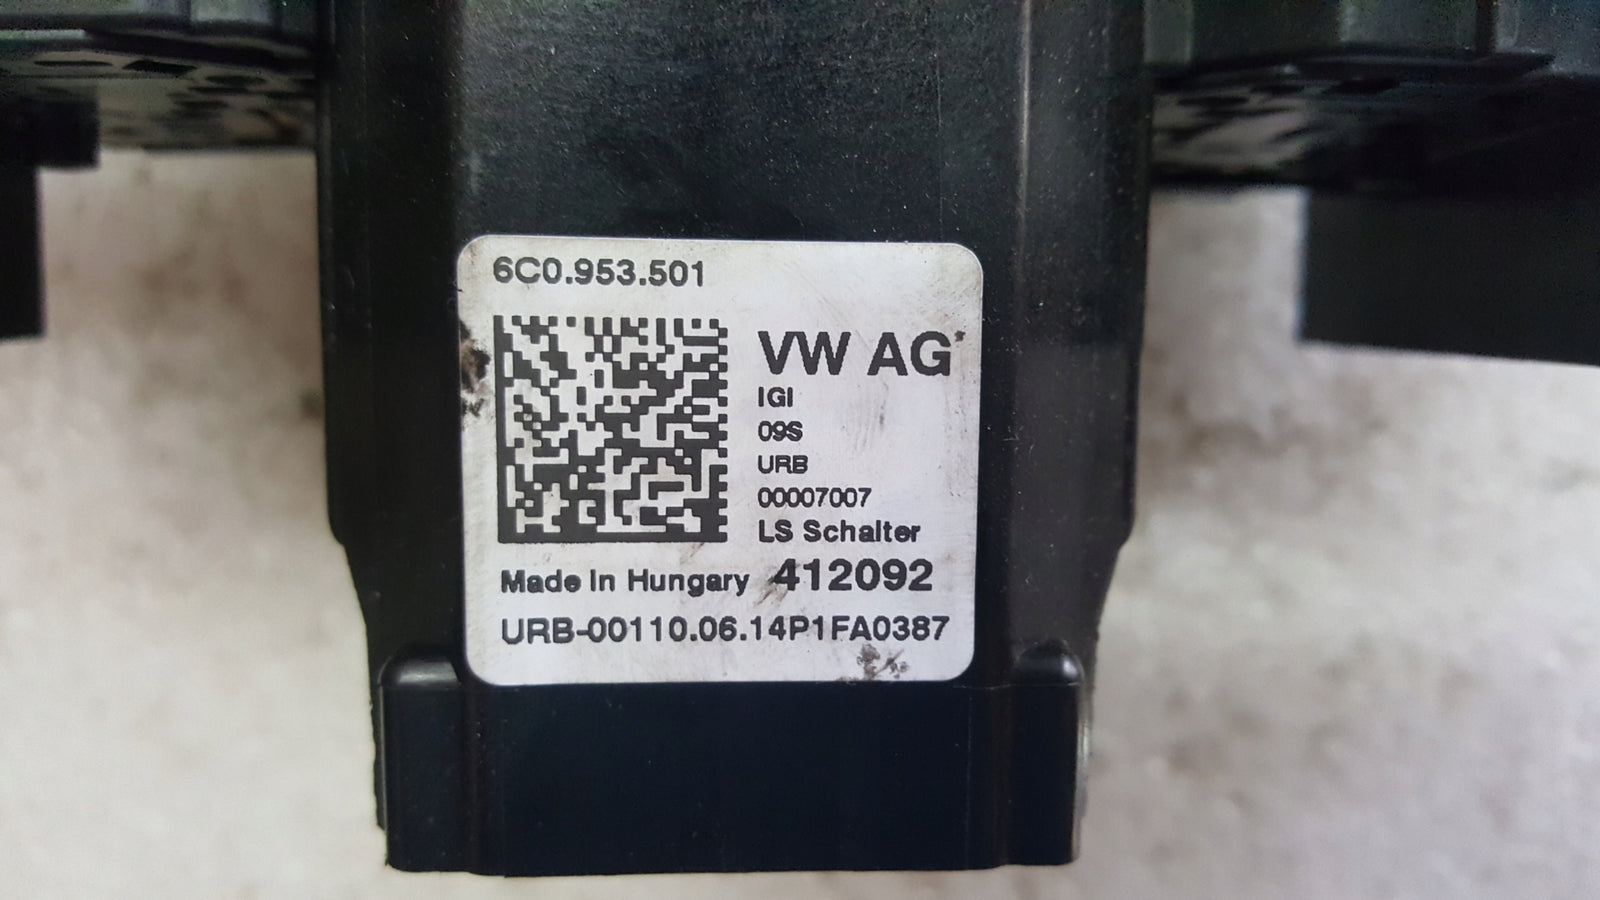 6C0.953.501
VW AG
IGI
09S
URB
00007007
LS Schalter
Made In Hungary 412092
URB-00110.06.14P1FA0387